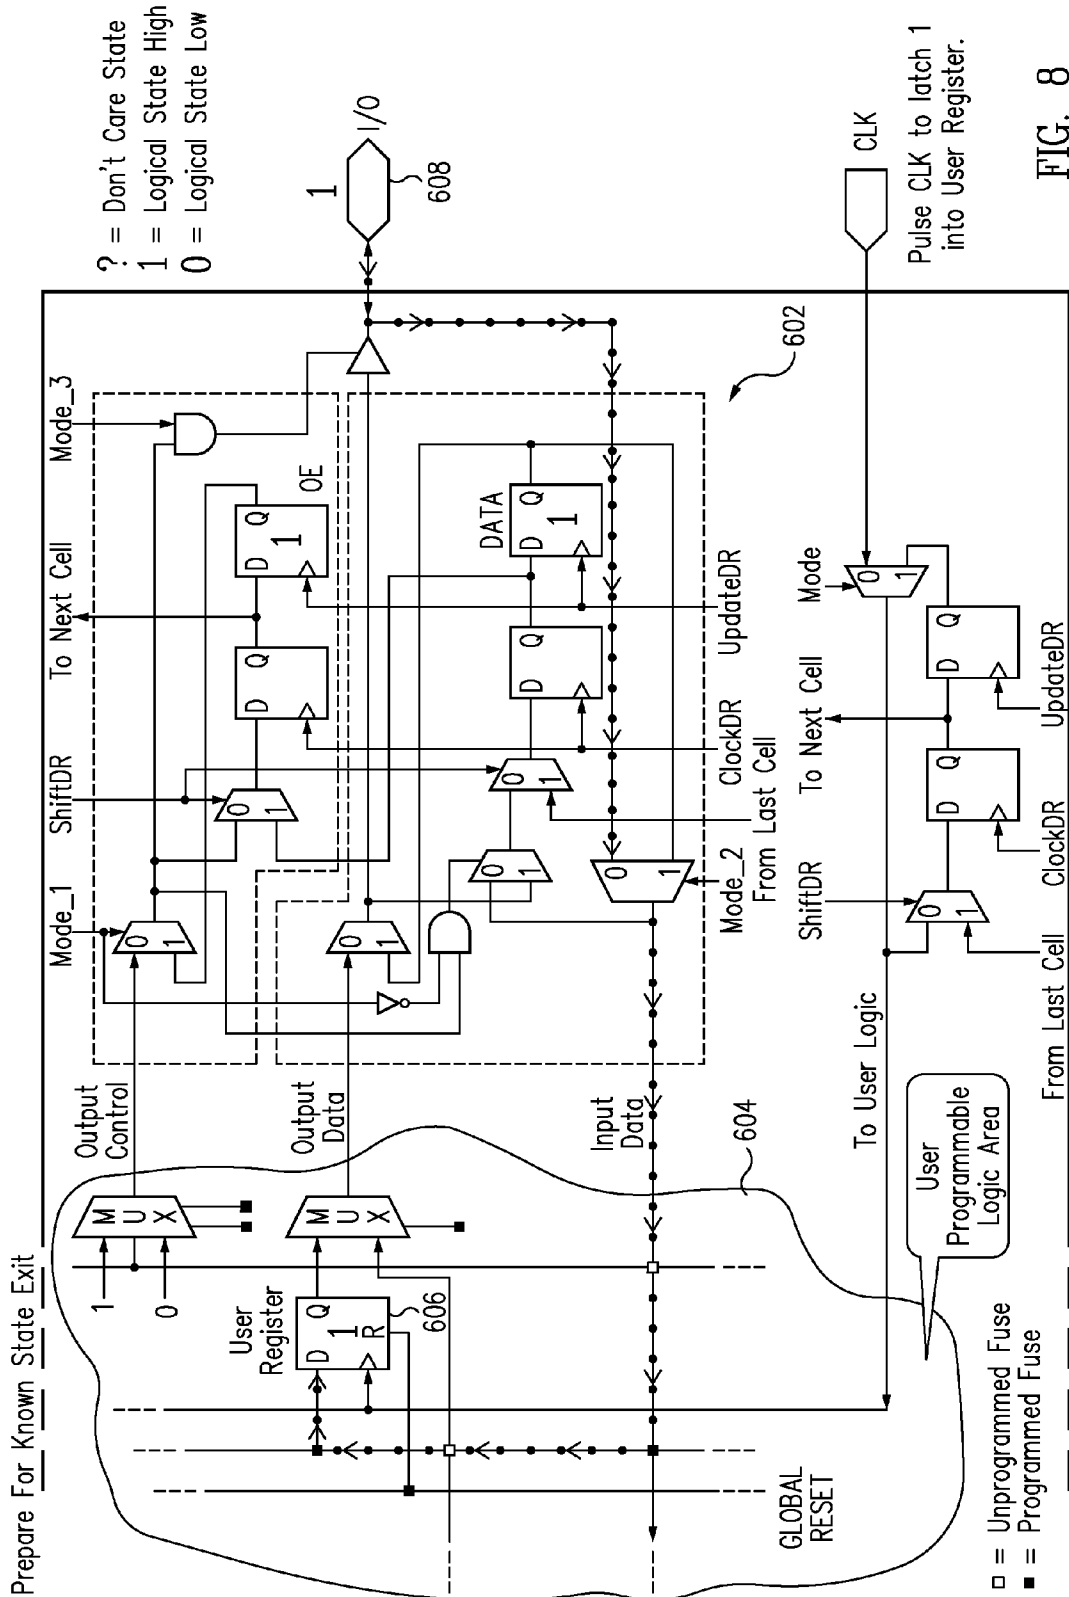 Prepare For Known State Exit
? = Don't Care State
1 = Logical State High
0 = Logical State Low
Mode_1
ShiftDR
To Next Cell
Mode_3
Output
Control
M
U
X
1
0
0
1
0
1
D
Q
D
Q
1
OE
1
I/O
608
User
Register
D
Q
1
R
606
M
U
X
Output
Data
0
1
0
1
0
1
D
Q
DATA
D
Q
1
602
Input
Data
0
1
Mode_2
From Last Cell
ClockDR
UpdateDR
604
GLOBAL
RESET
To User Logic
ShiftDR
To Next Cell
Mode
0
1
D
Q
D
Q
0
1
CLK
Pulse CLK to latch 1
into User Register.
From Last Cell
ClockDR
UpdateDR
User
Programmable
Logic Area
□ = Unprogrammed Fuse
■ = Programmed Fuse
FIG. 8